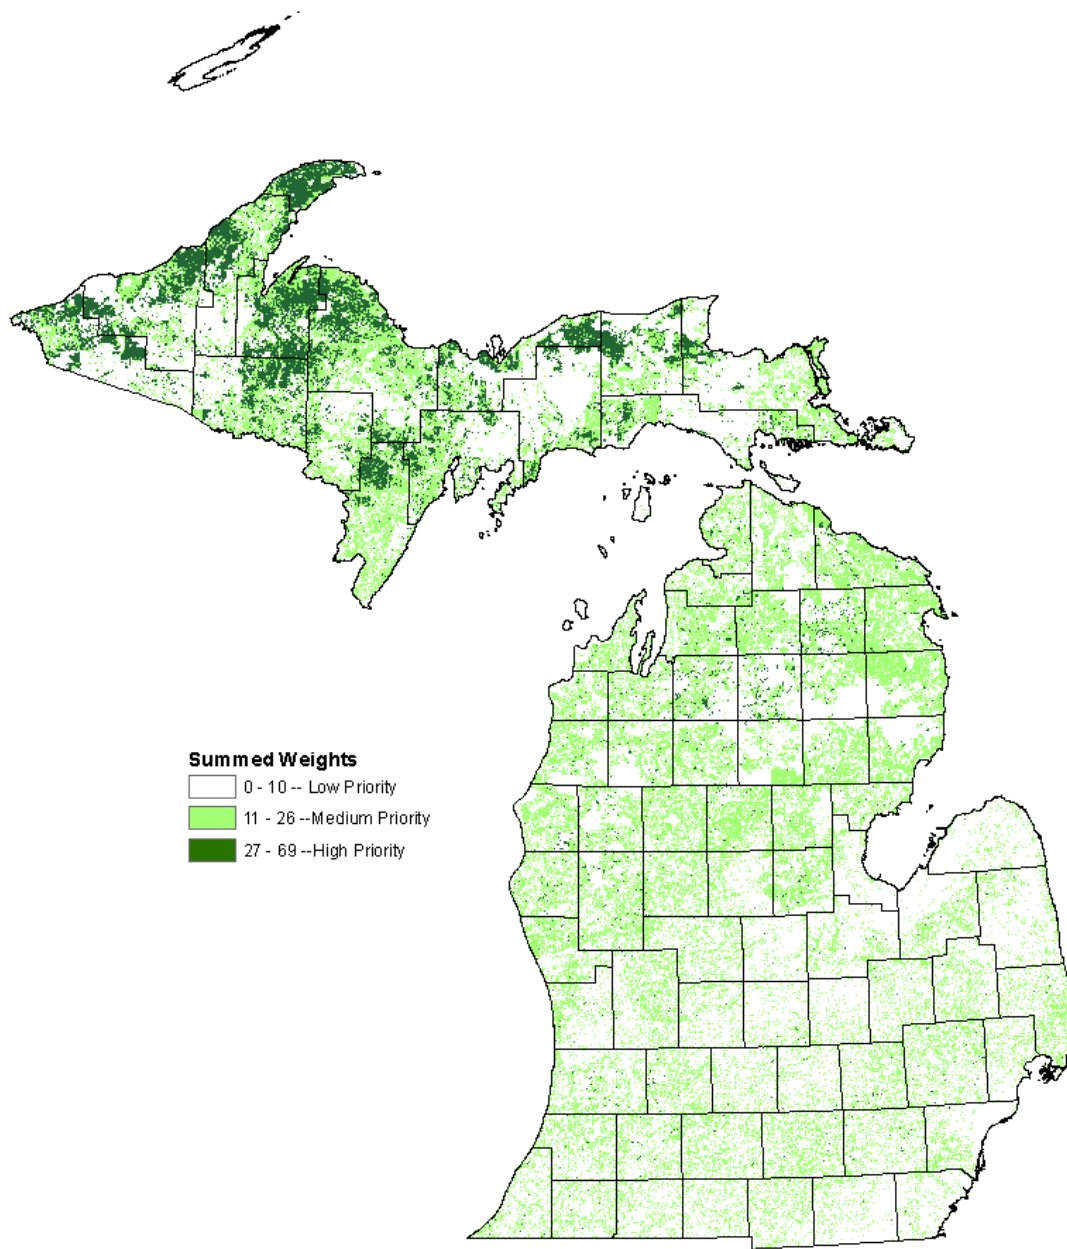 Summed Weights
0 - 10 -- Low Priority
11 - 26 --Medium Priority
27 - 69 --High Priority